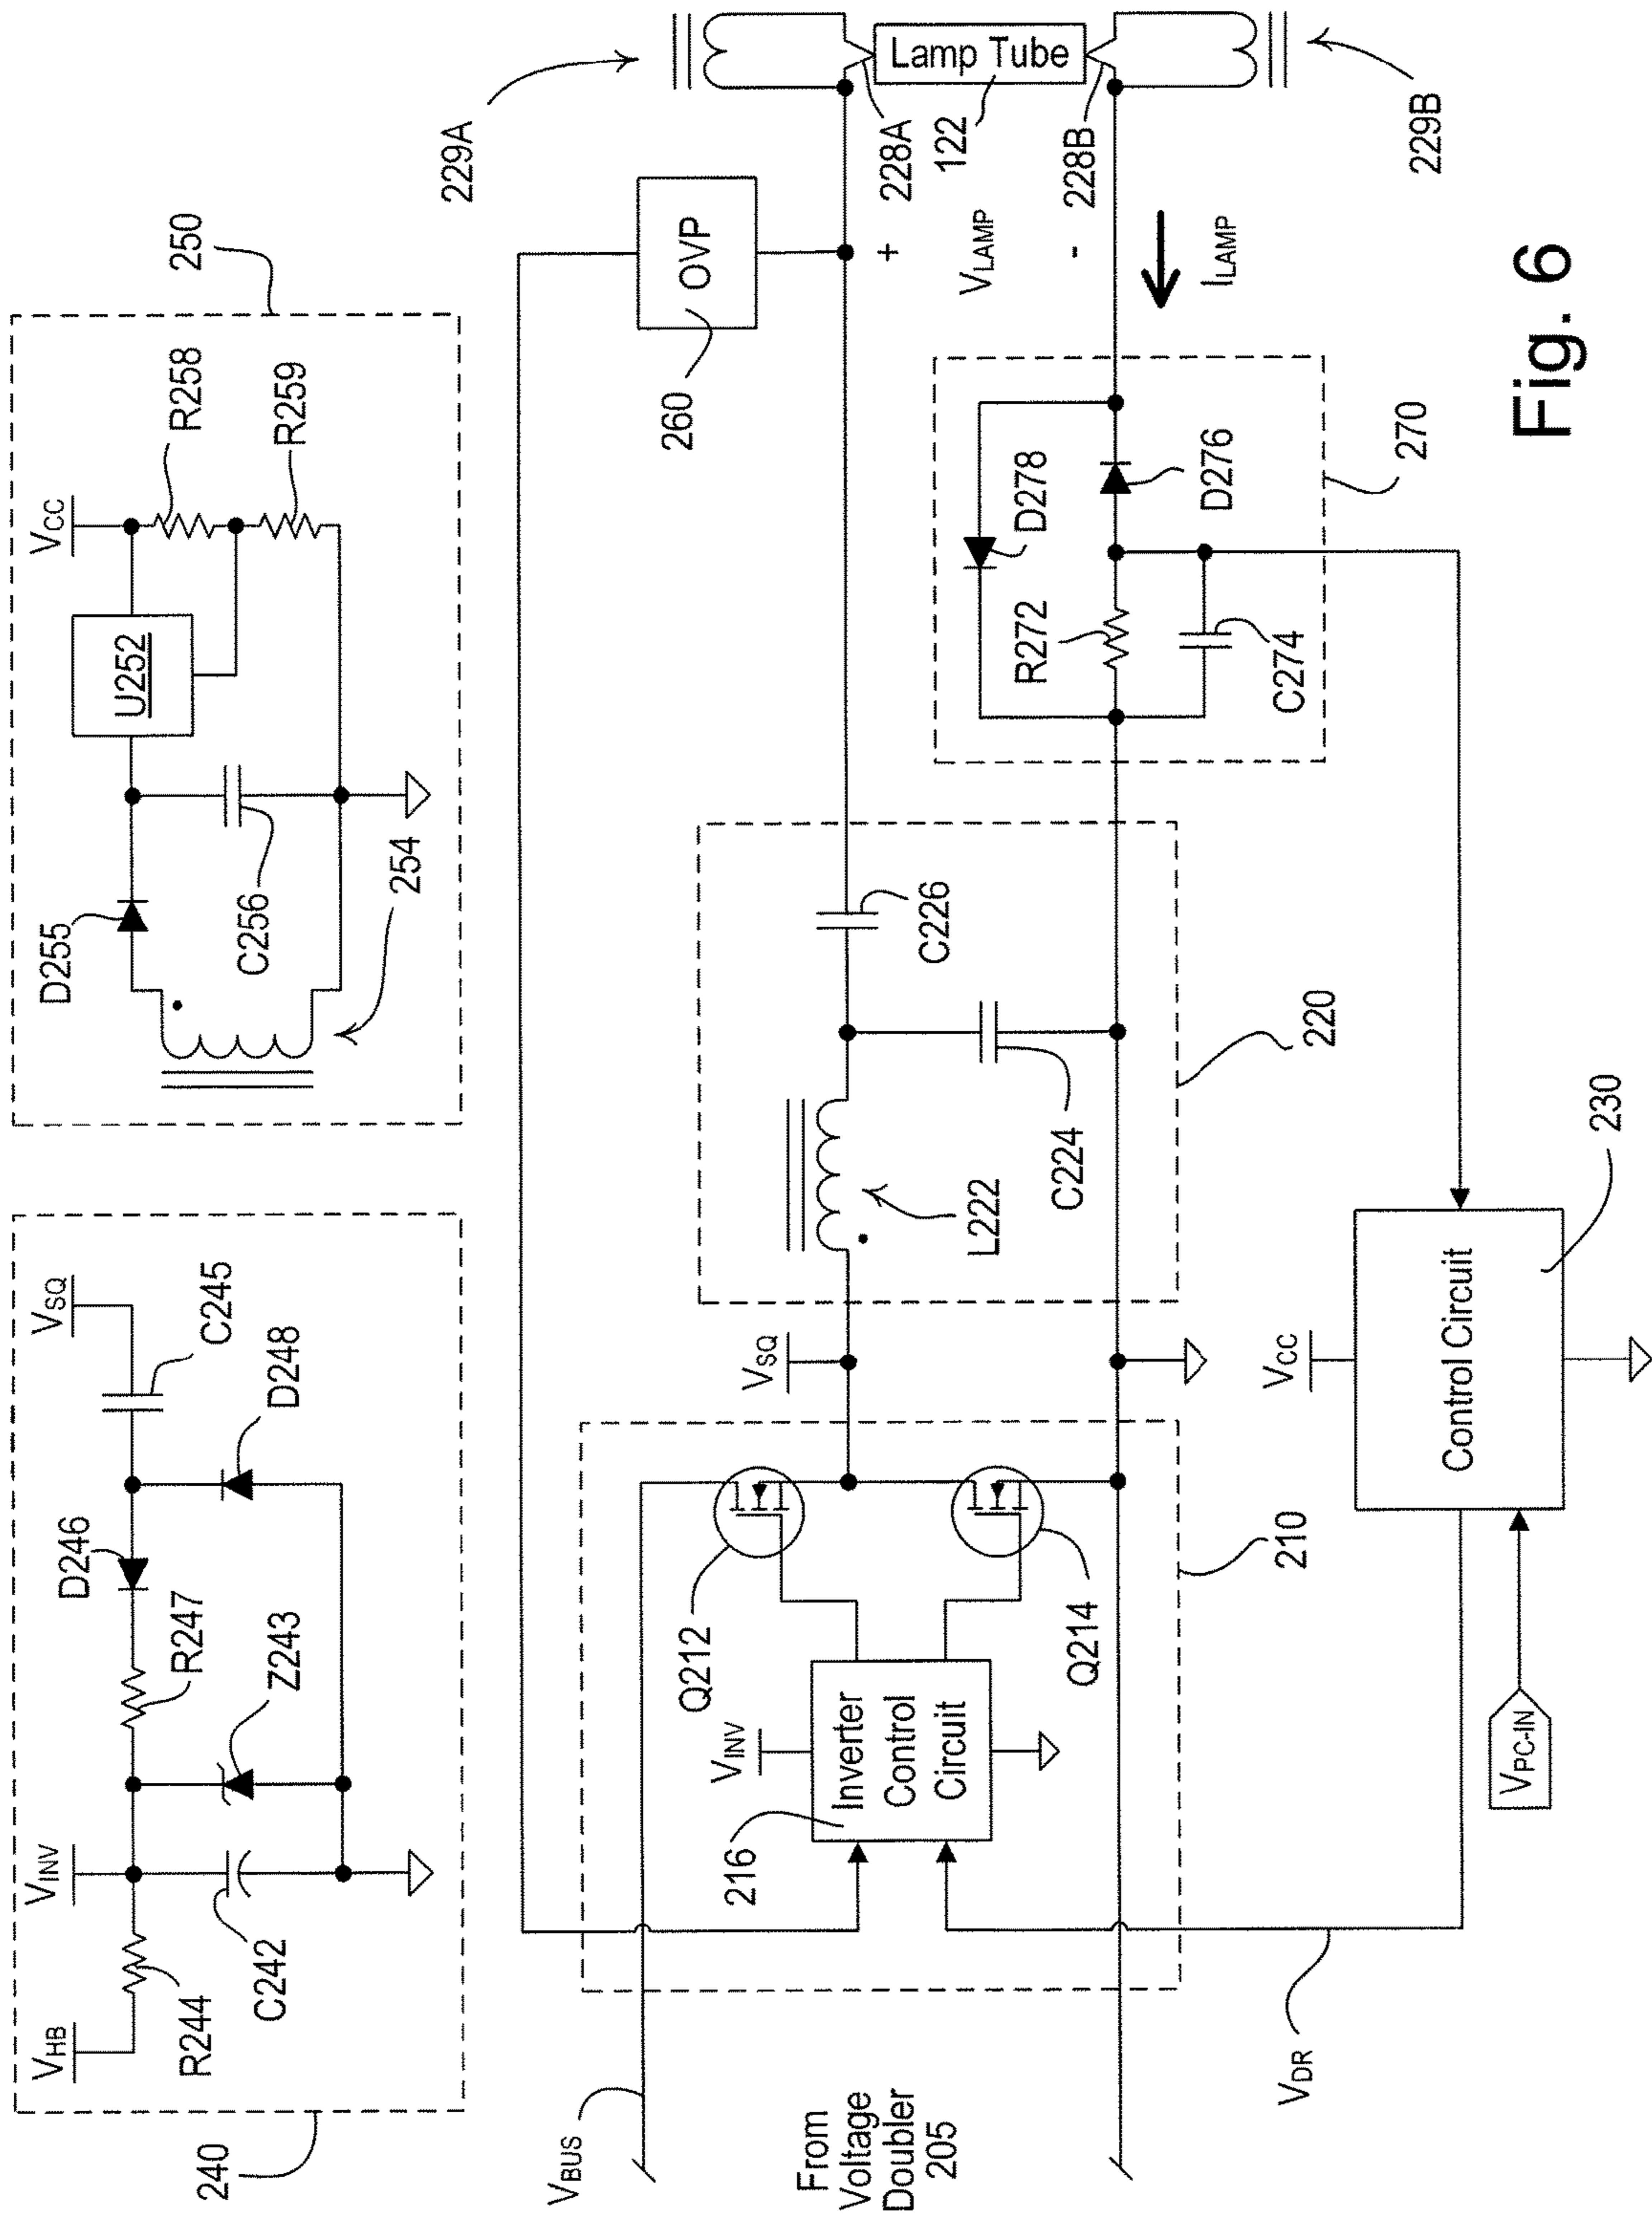 240
VHB
VINV
VSQ
R244
C242
Z243
R247
D246
D248
C245
250
VCC
D255
C256
254
U252
R258
R259
VBUS
From
Voltage
Doubler
205
VDR
216
VINV
Inverter
Control
Circuit
Q212
Q214
210
VSQ
L222
C224
C226
220
260
OVP
229A
228A
Lamp Tube
122
228B
229B
+
VLAMP
-
ILAMP
D278
R272
D276
C274
270
VPC-IN
VCC
Control Circuit
230
Fig. 6